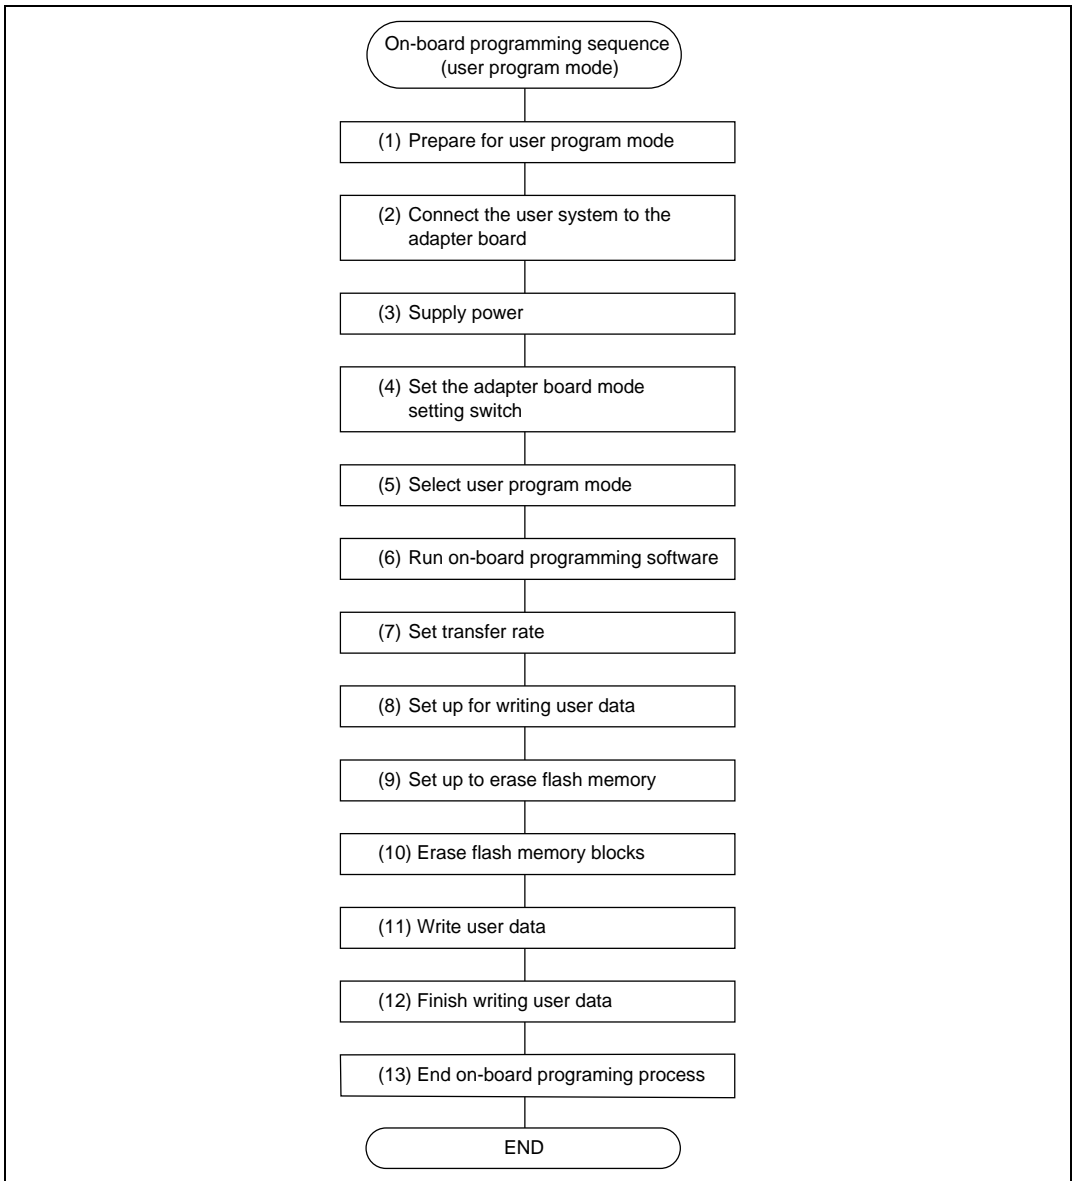 On-board programming sequence
(user program mode)
(1) Prepare for user program mode
(2) Connect the user system to the
adapter board
(3) Supply power
(4) Set the adapter board mode
setting switch
(5) Select user program mode
(6) Run on-board programming software
(7) Set transfer rate
(8) Set up for writing user data
(9) Set up to erase flash memory
(10) Erase flash memory blocks
(11) Write user data
(12) Finish writing user data
(13) End on-board programing process
END